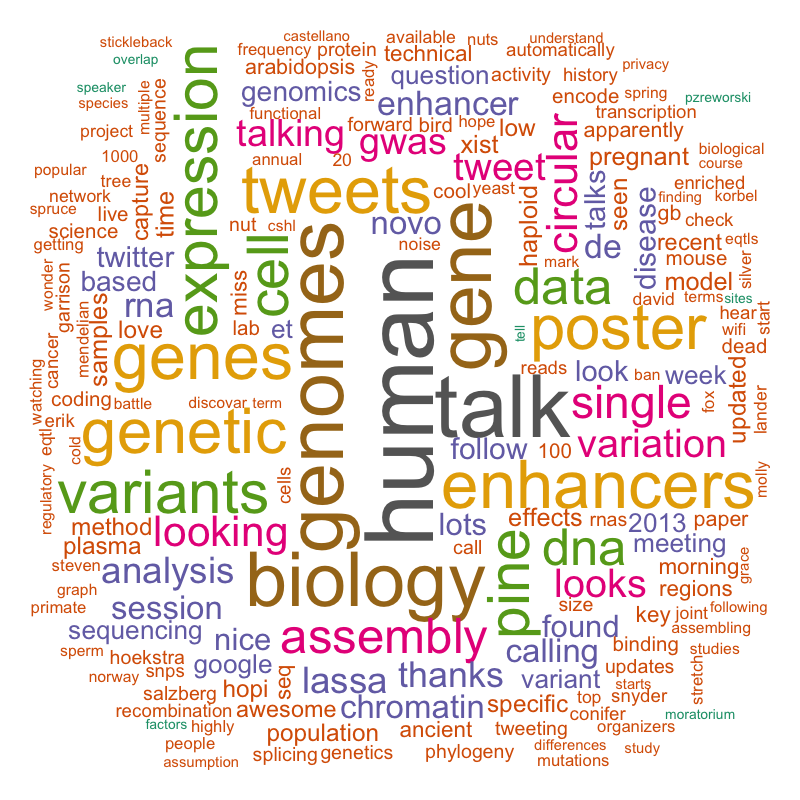 stickleback
overlap
speaker
species
project
1000
popular
tree
network
spruce
live
science
getting
multiple
sequence
capture
time
expression
castellano
frequency
protein
available
nuts
understand
technical
automatically
privacy
arabidopsis
ready
question
activity
history
genomics
enhancer
encode
spring
pzreworski
functional
transcription
talking
forward
bird
hope
low
apparently
gwas
xist
circular
biological
course
annual
20
tweet
pregnant
tweets
cool
yeast
haploid
talks
seen
enriched
finding
korbel
novo
gene
nut
cshl
noise
de
disease
gb
check
recent
eqtls
twitter
cell
miss
mark
mouse
silver
based
rna
data
model
david
terms
sites
start
wonder
garrison
samples
love
lab
et
genomes
human
tell
poster
hear
wifi
dead
mendelian
cancer
genes
reads
look
ban
week
updated
watching
coding
battle
discovar
term
talk
single
fox
lander
erik
genetic
follow
100
variation
eqtl
cold
regulatory
variants
cells
enhancers
molly
method
looking
lots
effects
rnas
2013
paper
plasma
call
pine
dna
meeting
steven
analysis
biology
morning
grace
graph
looks
regions
primate
session
size
key
joint
following
sequencing
nice
assembly
found
assembling
sperm
hoekstra
google
calling
binding
studies
norway
snps
seq
lassa
thanks
variant
updates
stretch
salzberg
hopi
starts
recombination
awesome
chromatin
specific
top
snyder
factors
highly
conifer
moratorium
people
population
ancient
tweeting
organizers
assumption
splicing
genetics
phylogeny
differences
study
mutations